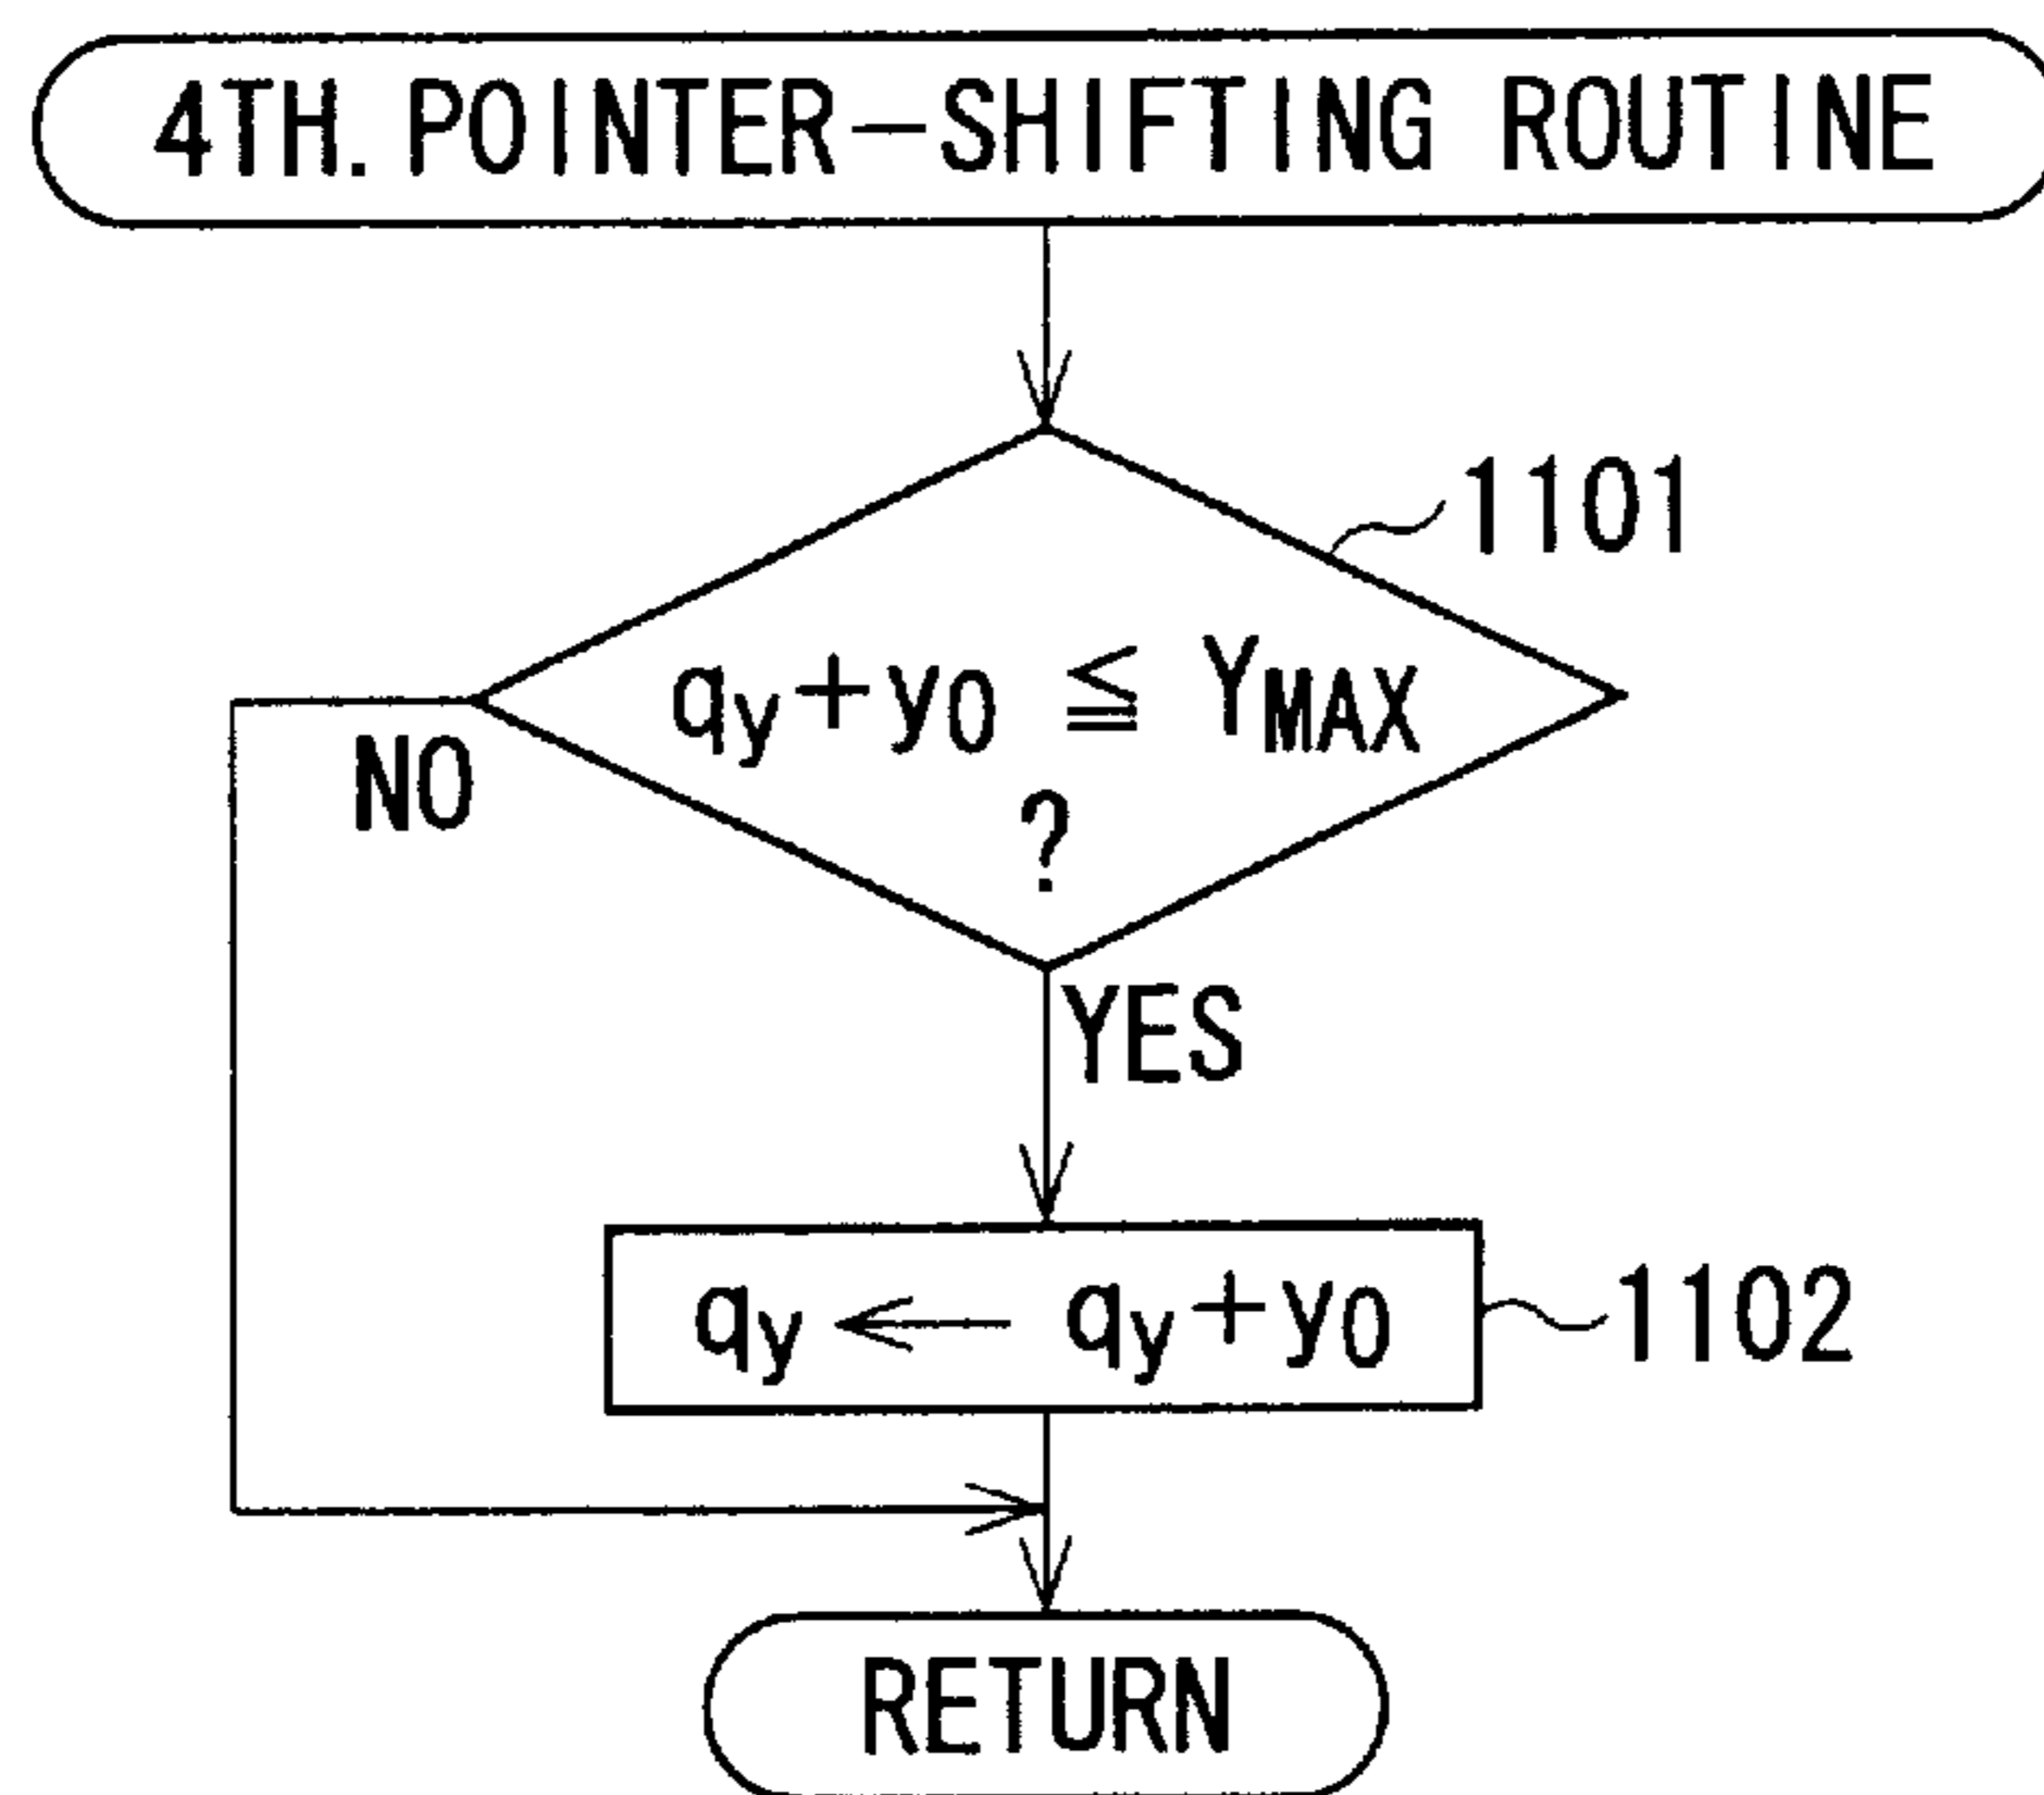 4TH. POINTER-SHIFTING ROUTINE
1101
qy+y0 ≦ YMAX
?
NO
YES
qy ← qy+y0
1102
RETURN